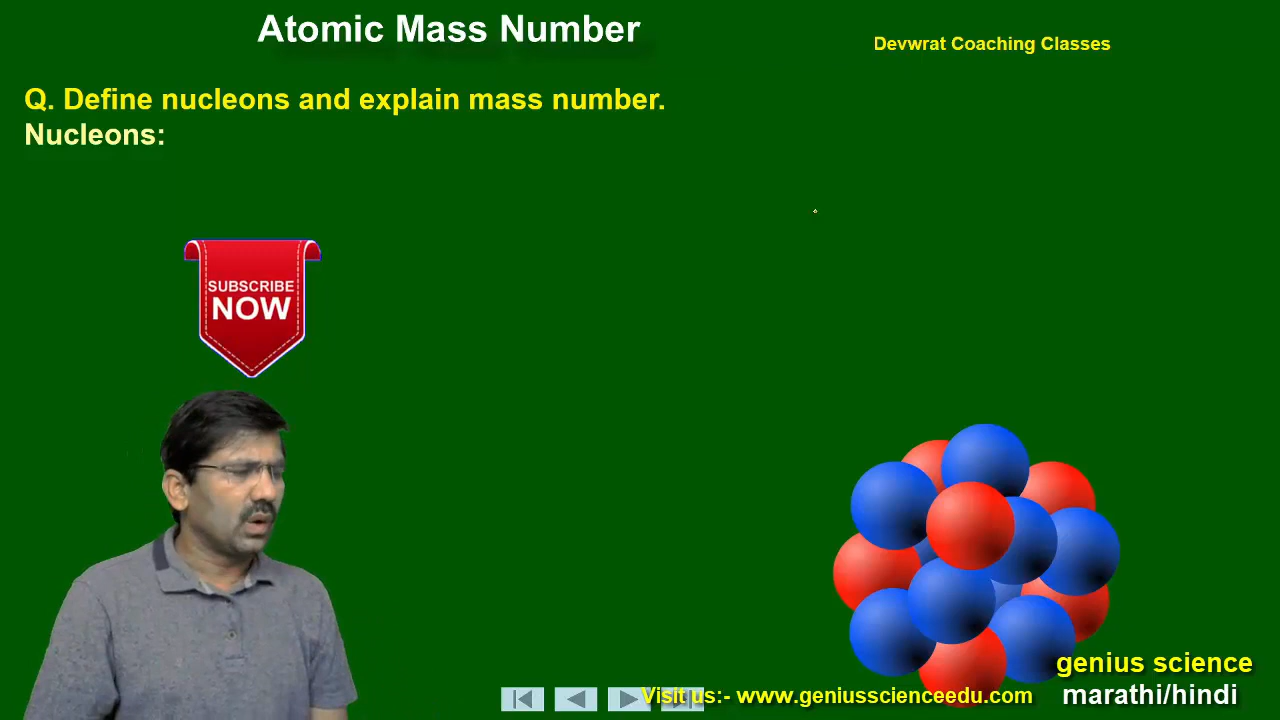 Atomic Mass Number
Devwrat Coaching Classes
Q. Define nucleons and explain mass number.
Nucleons:
SUBSCRIBE
NOW
genius science
Visit us:- www.geniusscienceedu.com
marathi/hindi